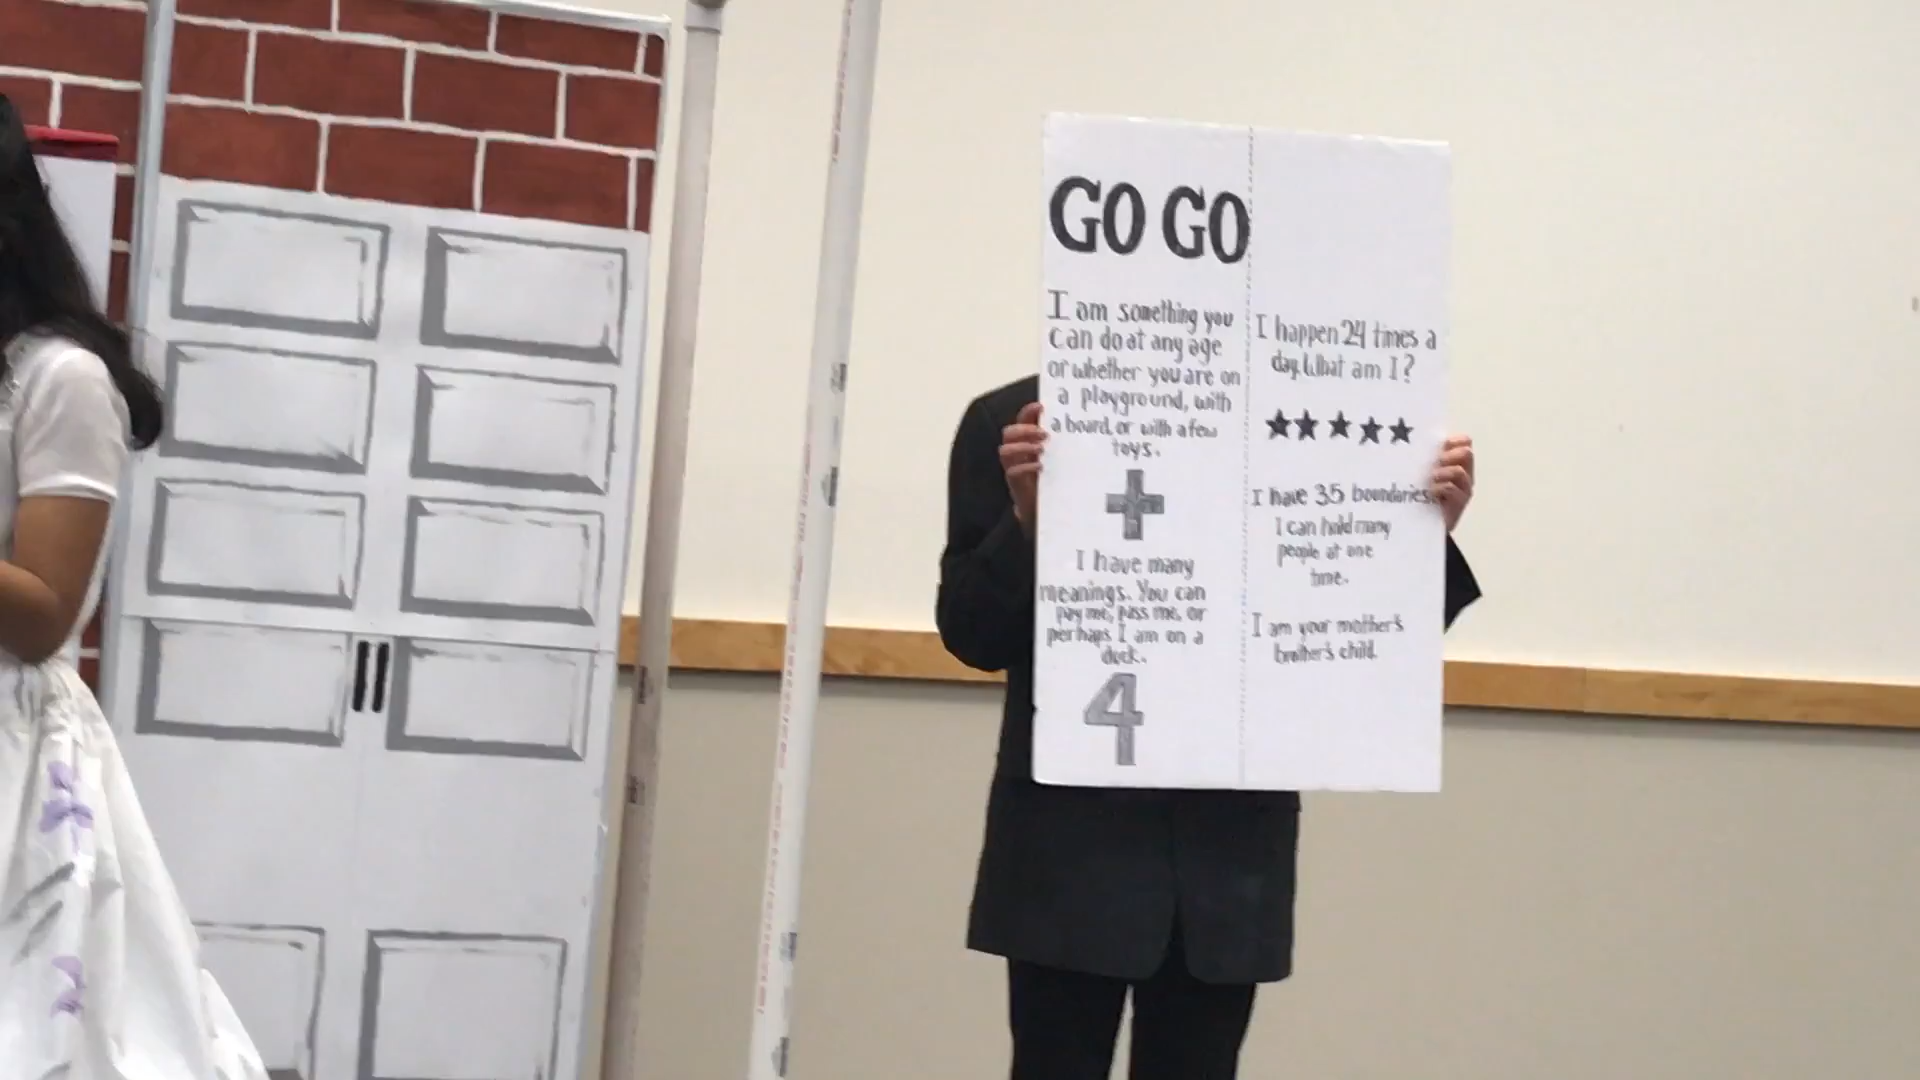 GO GO
I am something you
can do at any age
or whether you are on
a playground, with
a board, or with a few
toys.
+
I have many
meanings. You can
pay me, pass me, or
perhaps I am on a
duck.
4
I happen 24 times a
day. What am I?
★★★★★
I have 35 boundaries
I can hold many
people at one
time.
I am your mother's
brother's child.